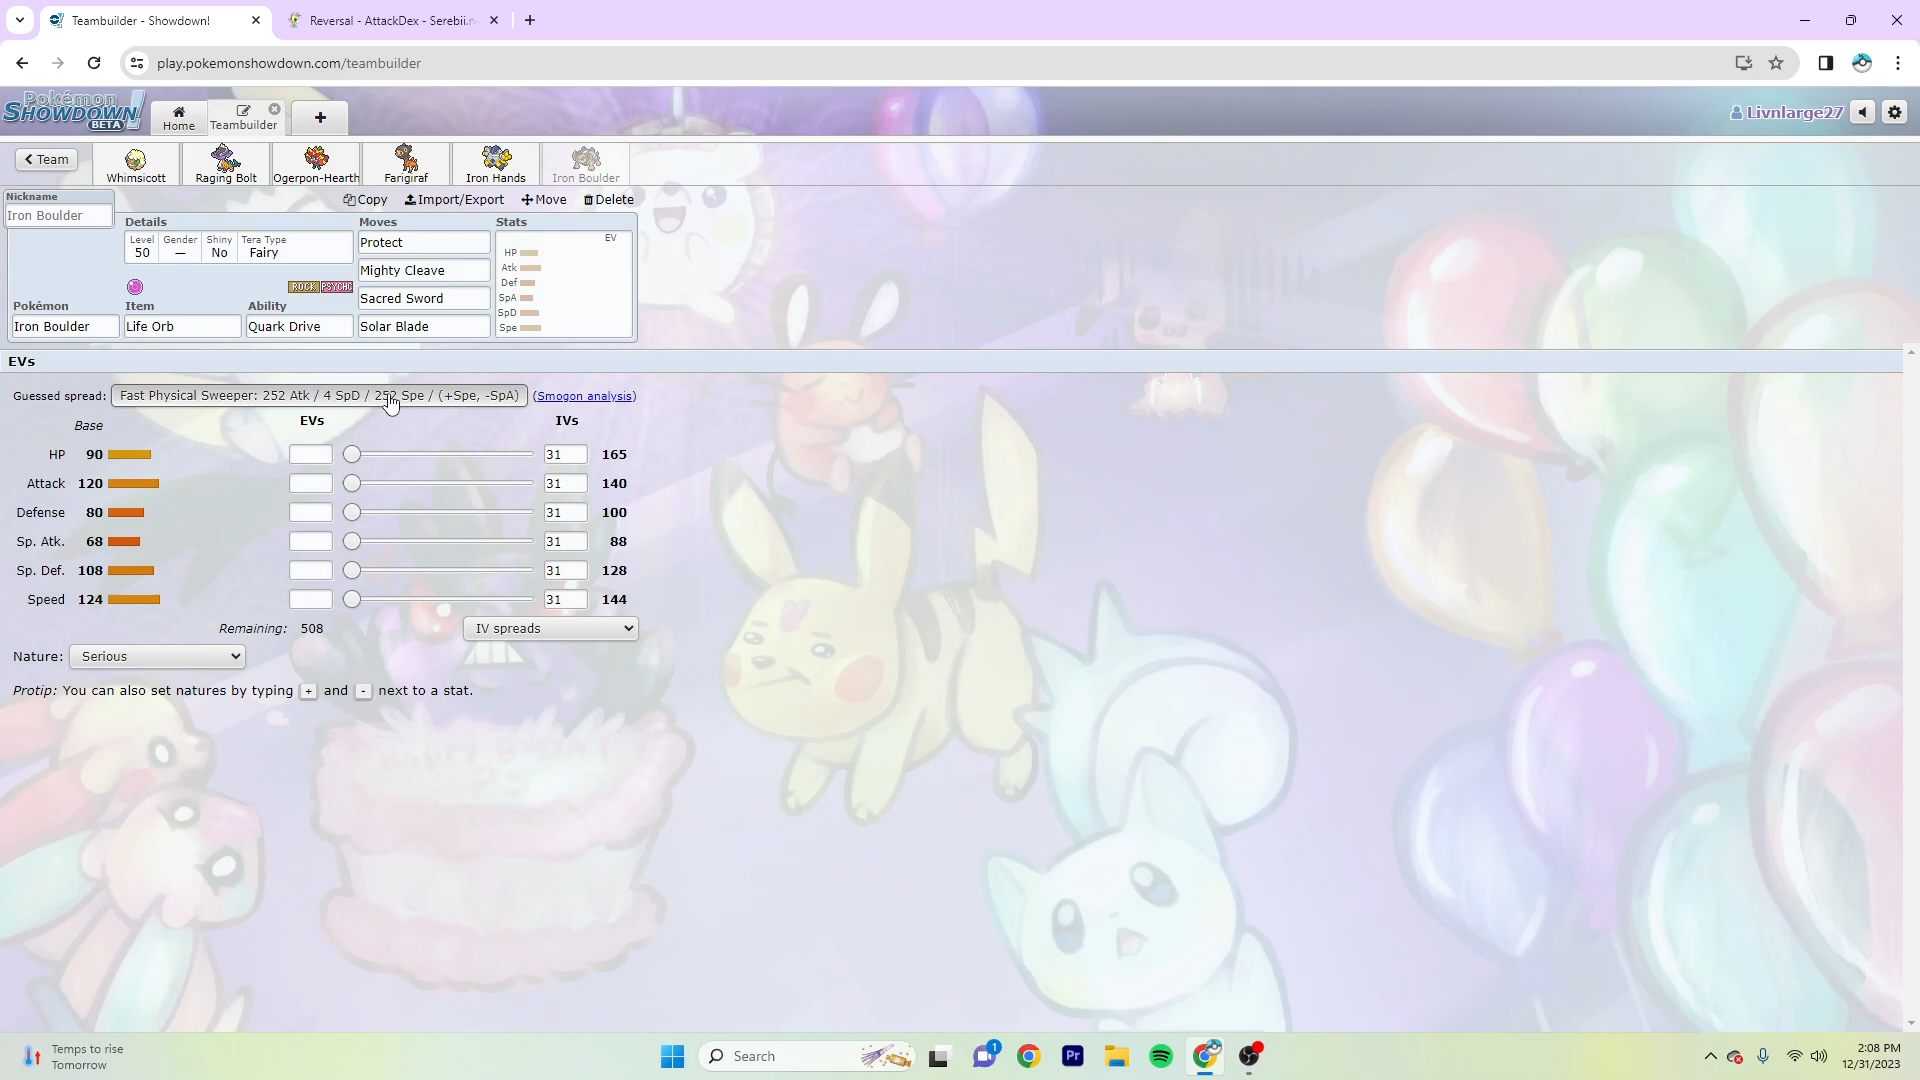 Teambuilder - Showdown!
Reversal - AttackDex - Serebii.n
play.pokemonshowdown.com/teambuilder
Pokémon
SHOWDOWN!
BETA
Home
Teambuilder
Livnlarge27
Team
Whimsicott
Raging Bolt
Ogerpon-Hearth
Farigiraf
Iron Hands
Iron Boulder
Nickname
Iron Boulder
Copy
Import/Export
Move
Delete
Details
Level
50
Gender
—
Shiny
No
Tera Type
Fairy
ROCK PSYCHC
Pokémon
Iron Boulder
Item
Life Orb
Ability
Quark Drive
Moves
Protect
Mighty Cleave
Sacred Sword
Solar Blade
Stats
EV
HP
Atk
Def
SpA
SpD
Spe
EVs
Guessed spread: Fast Physical Sweeper: 252 Atk / 4 SpD / 252 Spe / (+Spe, -SpA) (Smogon analysis)
Base EVs IVs
HP 90 31 165
Attack 120 31 140
Defense 80 31 100
Sp. Atk. 68 31 88
Sp. Def. 108 31 128
Speed 124 31 144
Remaining: 508
IV spreads
Nature: Serious
Protip: You can also set natures by typing + and - next to a stat.
HAPPY B-DAY
PS
Temps to rise
Tomorrow
Search
1
Pr
2:08 PM
12/31/2023